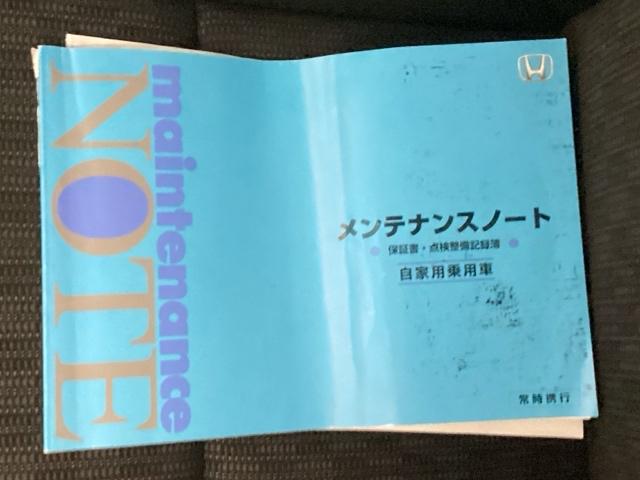 maintenance
NOTE
メンテナンスノート
保証書・点検整備記録簿
自家用乗用車
常時携行